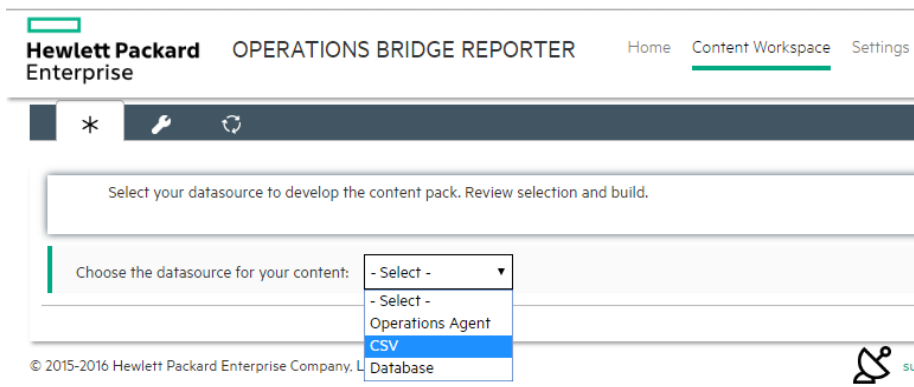 Hewlett Packard
Enterprise
OPERATIONS BRIDGE REPORTER
Home Content Workspace Settings
Select your datasource to develop the content pack. Review selection and build.
Choose the datasource for your content: - Select -
- Select -
Operations Agent
CSV
Database
© 2015-2016 Hewlett Packard Enterprise Company, L